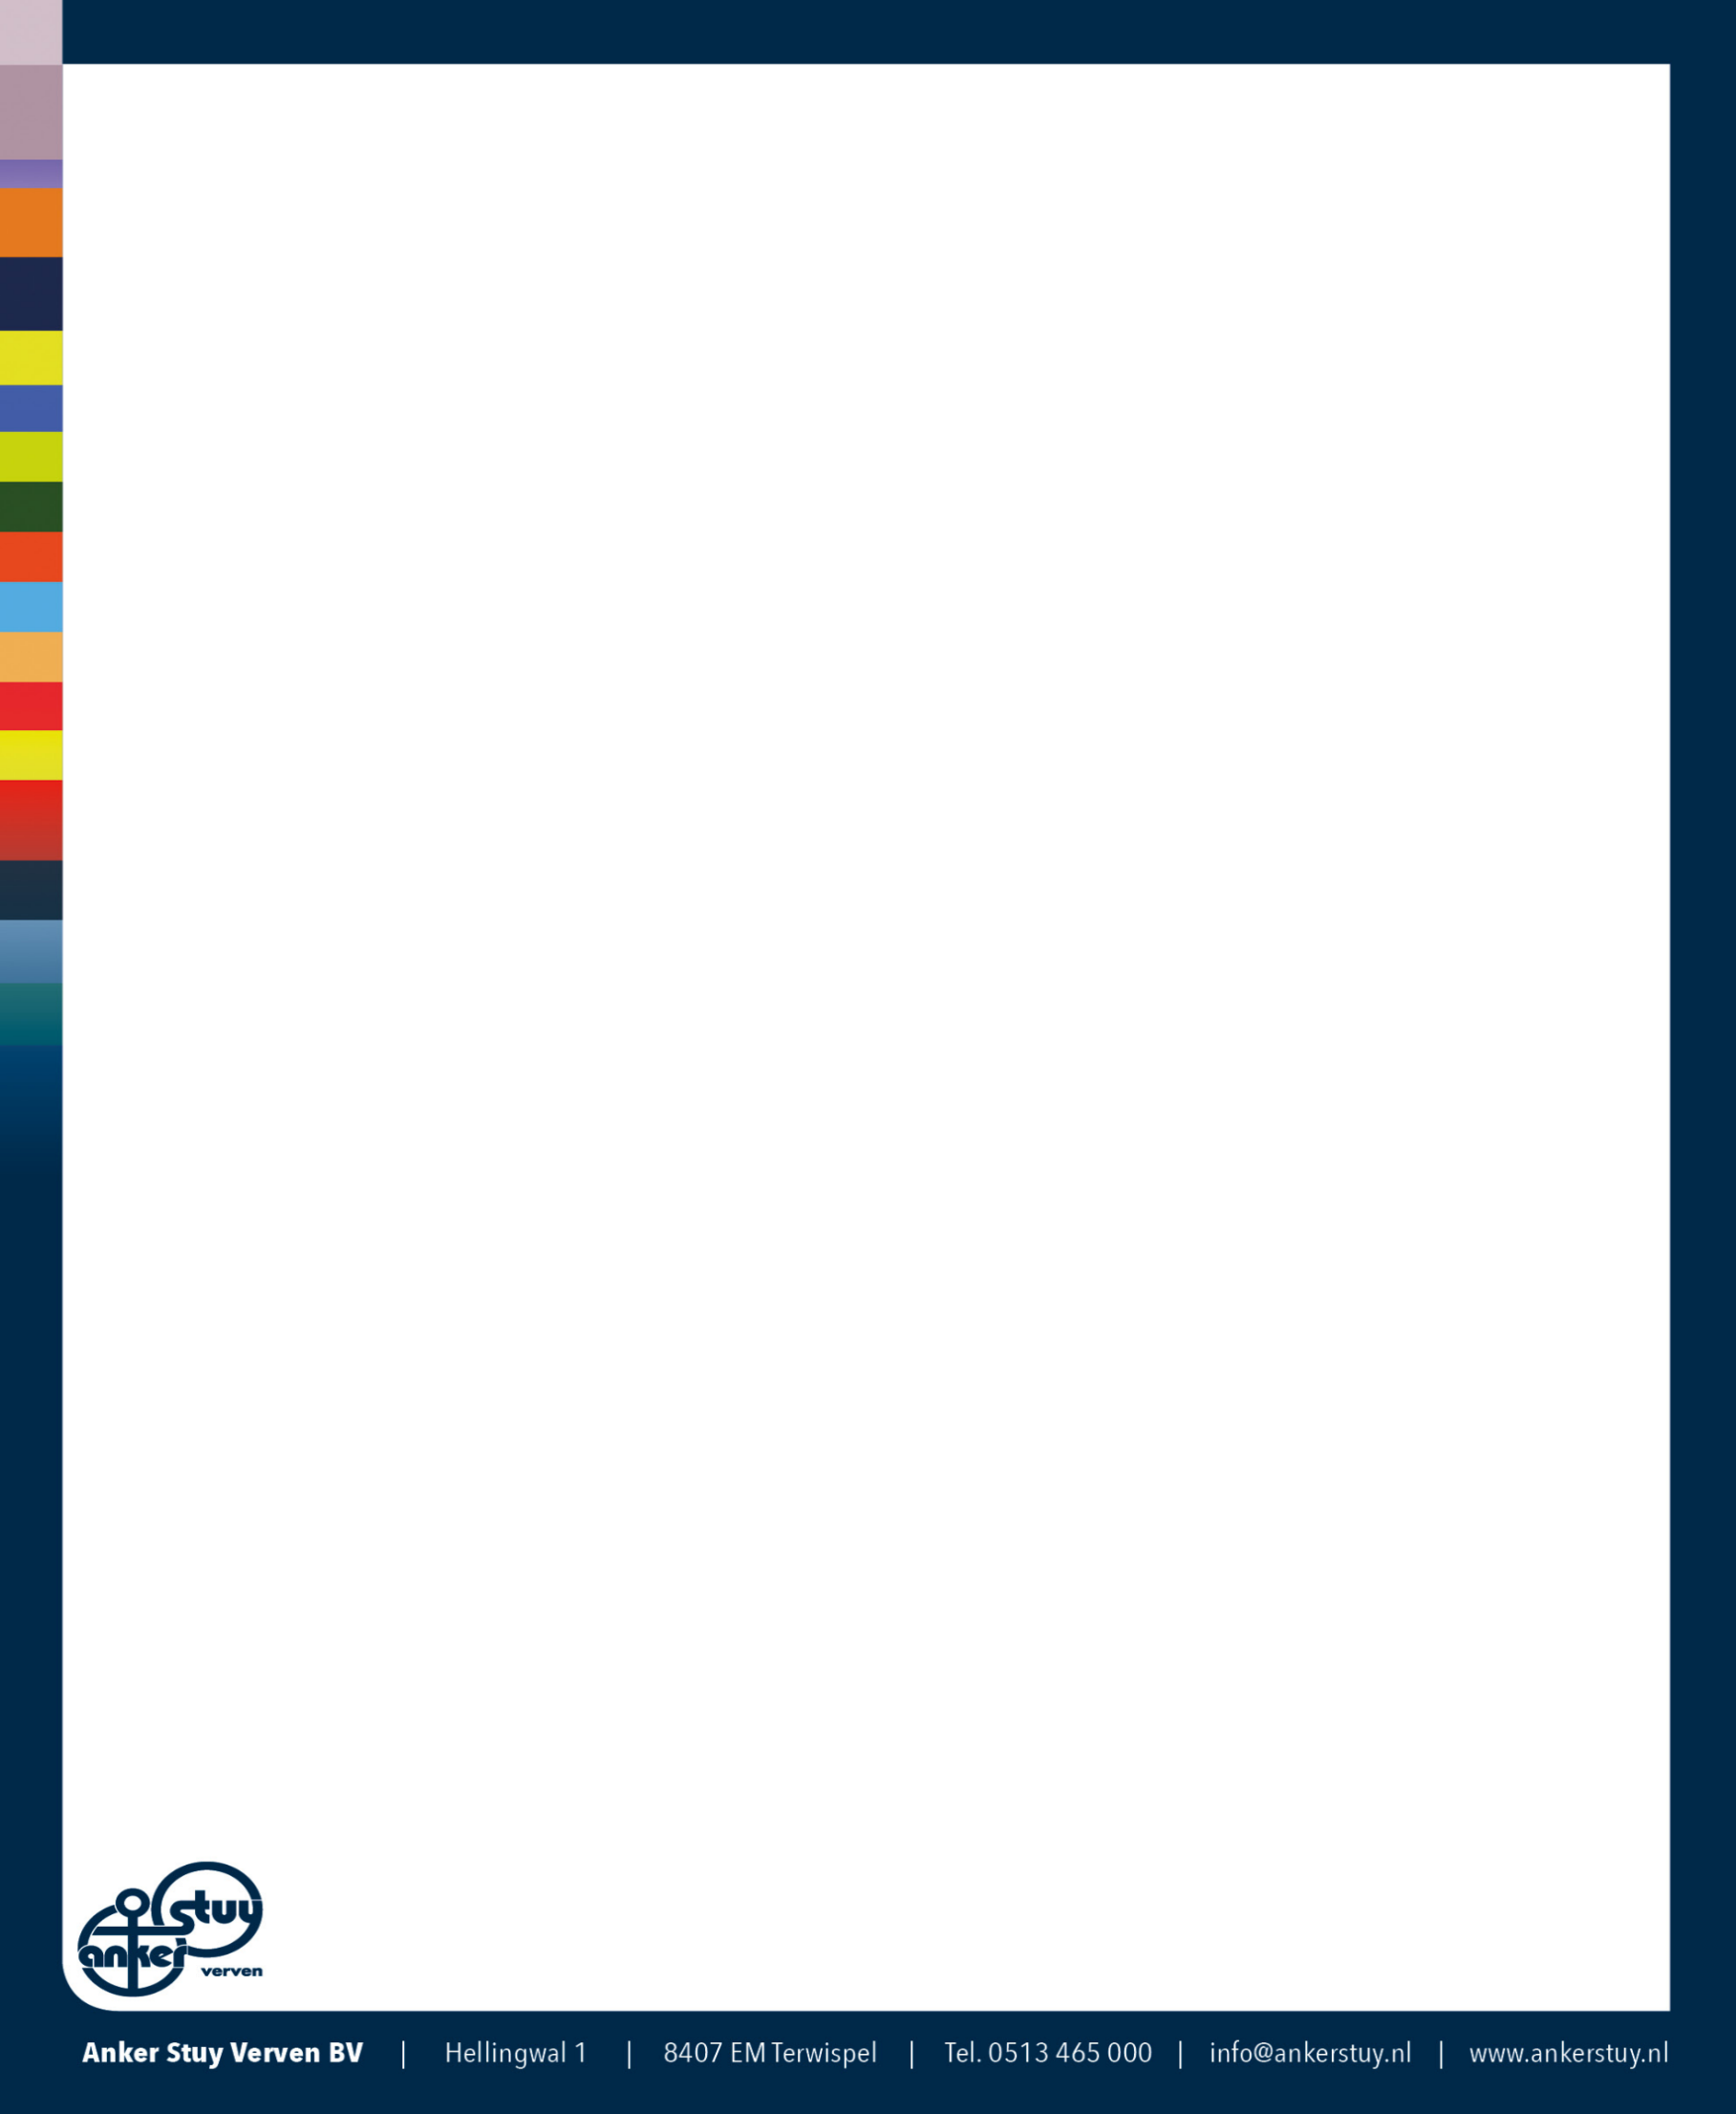 stuy
anker
verven
Anker Stuy Verven BV | Hellingwal 1 | 8407 EM Terwispel | Tel. 0513 465 000 | info@ankerstuy.nl | www.ankerstuy.nl